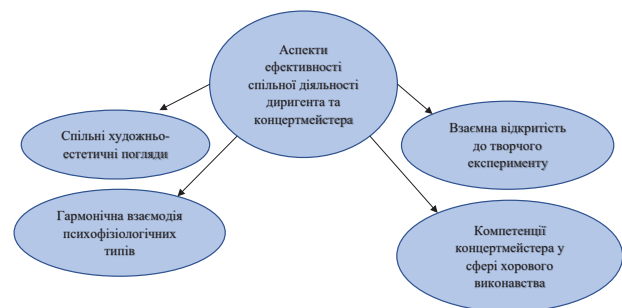 Аспекти
ефективності
спільної діяльності
диригента та
концертмейстера
Спільні художньо-
естетичні погляди
Взаємна відкритість
до творчого
експерименту
Гармонічна взаємодія
психофізіологічних
типів
Компетенції
концертмейстера у
сфері хорового
виконавства